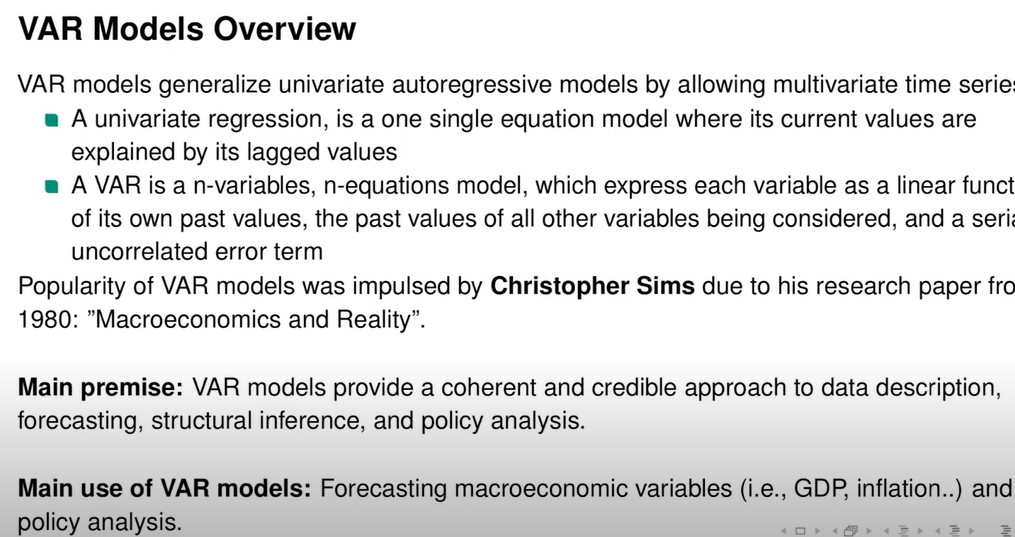 VAR Models Overview
VAR models generalize univariate autoregressive models by allowing multivariate time series
A univariate regression, is a one single equation model where its current values are
explained by its lagged values
A VAR is a n-variables, n-equations model, which express each variable as a linear funct
of its own past values, the past values of all other variables being considered, and a seria
uncorrelated error term
Popularity of VAR models was impulsed by Christopher Sims due to his research paper fro
1980: ”Macroeconomics and Reality”.
Main premise: VAR models provide a coherent and credible approach to data description,
forecasting, structural inference, and policy analysis.
Main use of VAR models: Forecasting macroeconomic variables (i.e., GDP, inflation..) and
policy analysis.